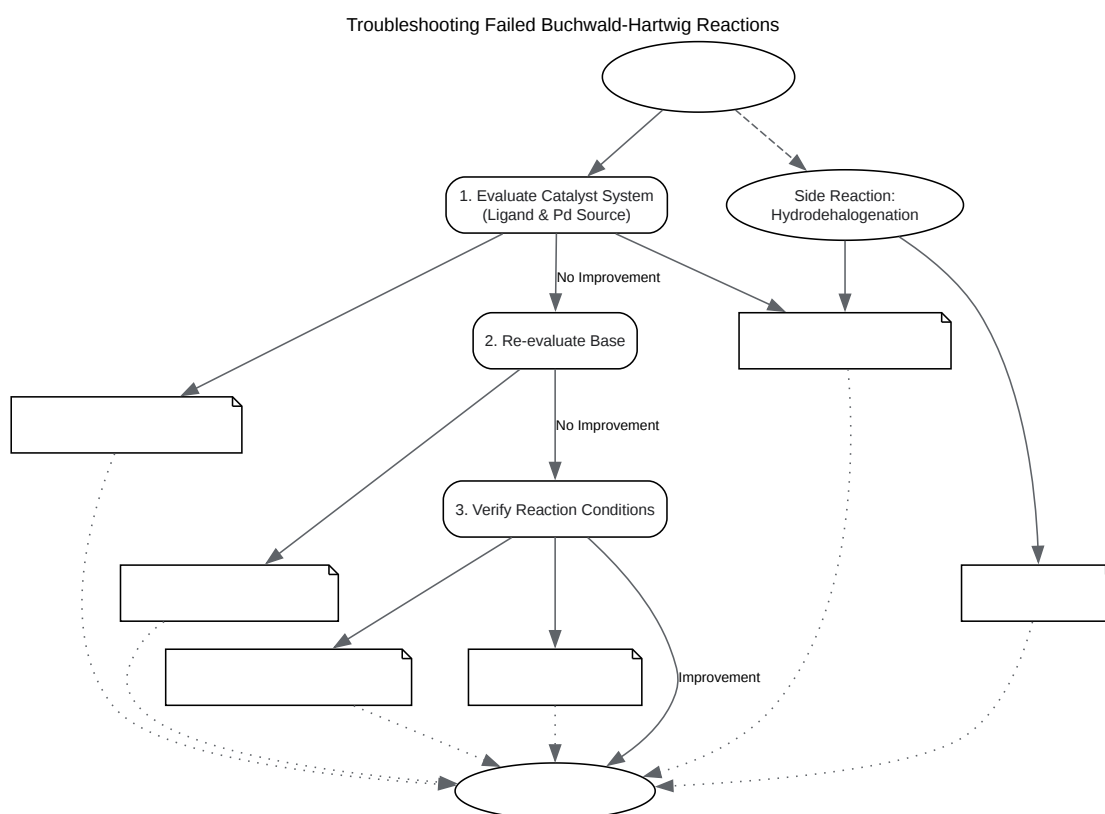 Troubleshooting Failed Buchwald-Hartwig Reactions
1. Evaluate Catalyst System
(Ligand & Pd Source)
Side Reaction:
Hydrodehalogenation
No Improvement
2. Re-evaluate Base
No Improvement
3. Verify Reaction Conditions
Improvement